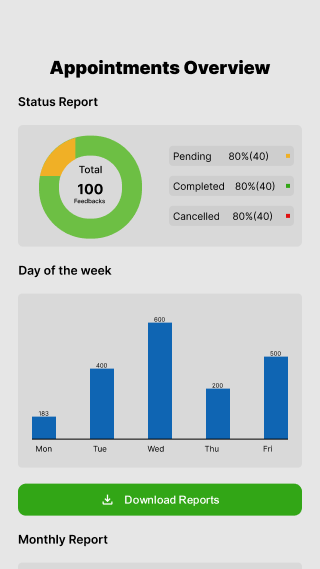 Appointments Overview
Status Report
Total
100
Feedbacks
Pending 80%(40)
Completed 80%(40)
Cancelled 80%(40)
Day of the week
183
400
600
200
500
Mon Tue Wed Thu Fri
Download Reports
Monthly Report